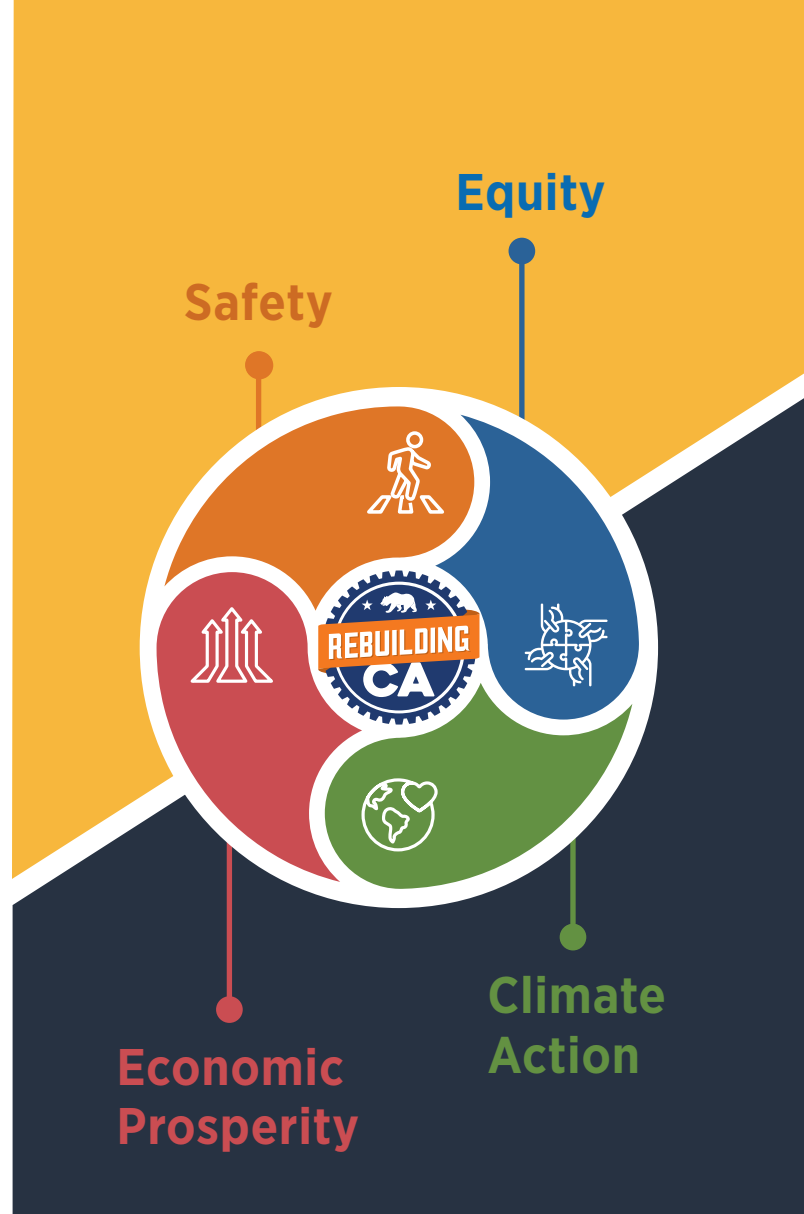 Equity
Safety
REBUILDING
CA
Climate
Action
Economic
Prosperity